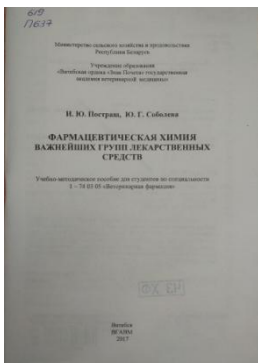 619
П637
Министерство сельского хозяйства и продовольствия
Республики Беларусь
Учреждение образования
«Витебская ордена «Знак Почета» государственная
академия ветеринарной медицины»
И. Ю. Постраш, Ю. Г. Соболева
ФАРМАЦЕВТИЧЕСКАЯ ХИМИЯ
ВАЖНЕЙШИХ ГРУПП ЛЕКАРСТВЕННЫХ
СРЕДСТВ
Учебно-методическое пособие для студентов по специальности
1 – 74 03 05 «Ветеринарная фармация»
Витебск
ВГАВМ
2017